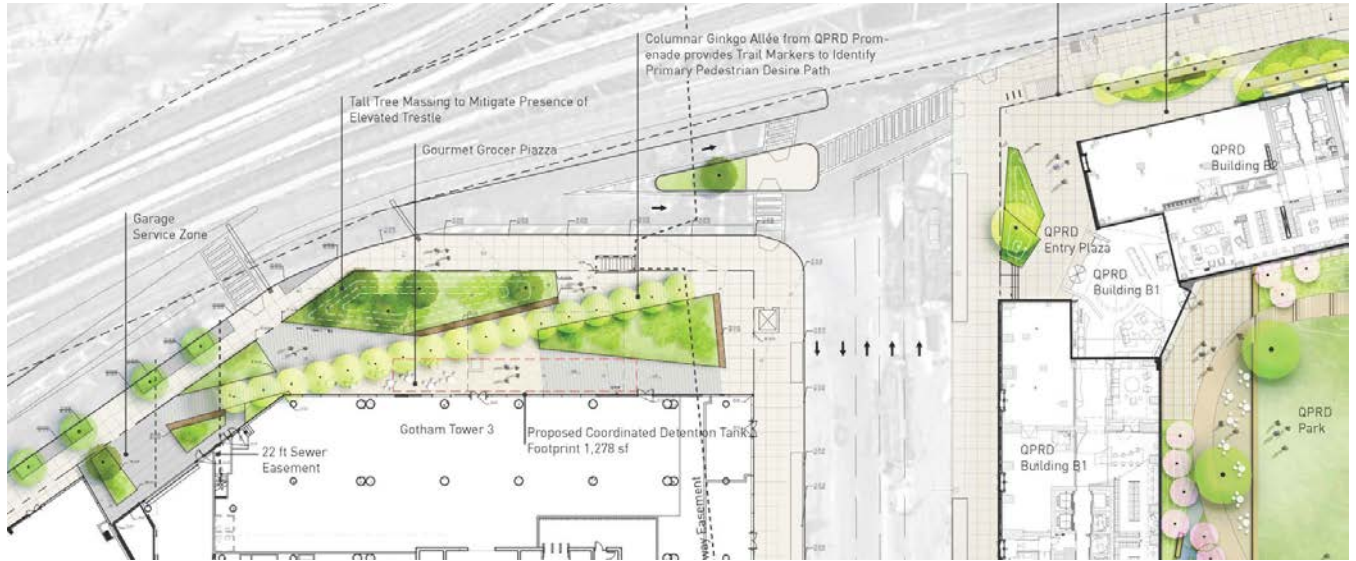 Columnar Ginkgo Allée from QPRD Prom-
enade provides Trail Markers to Identify
Primary Pedestrian Desire Path
Tall Tree Massing to Mitigate Presence of
Elevated Trestle
Gourmet Grocer Piazza
Garage
Service Zone
QPRD
Building B2
QPRD
Entry Plaza
QPRD
Building B1
QPRD
Park
Gotham Tower 3
Proposed Coordinated Detention Tank
Footprint 1,278 sf
22 ft Sewer
Easement
QPRD
Building B1
way Easement